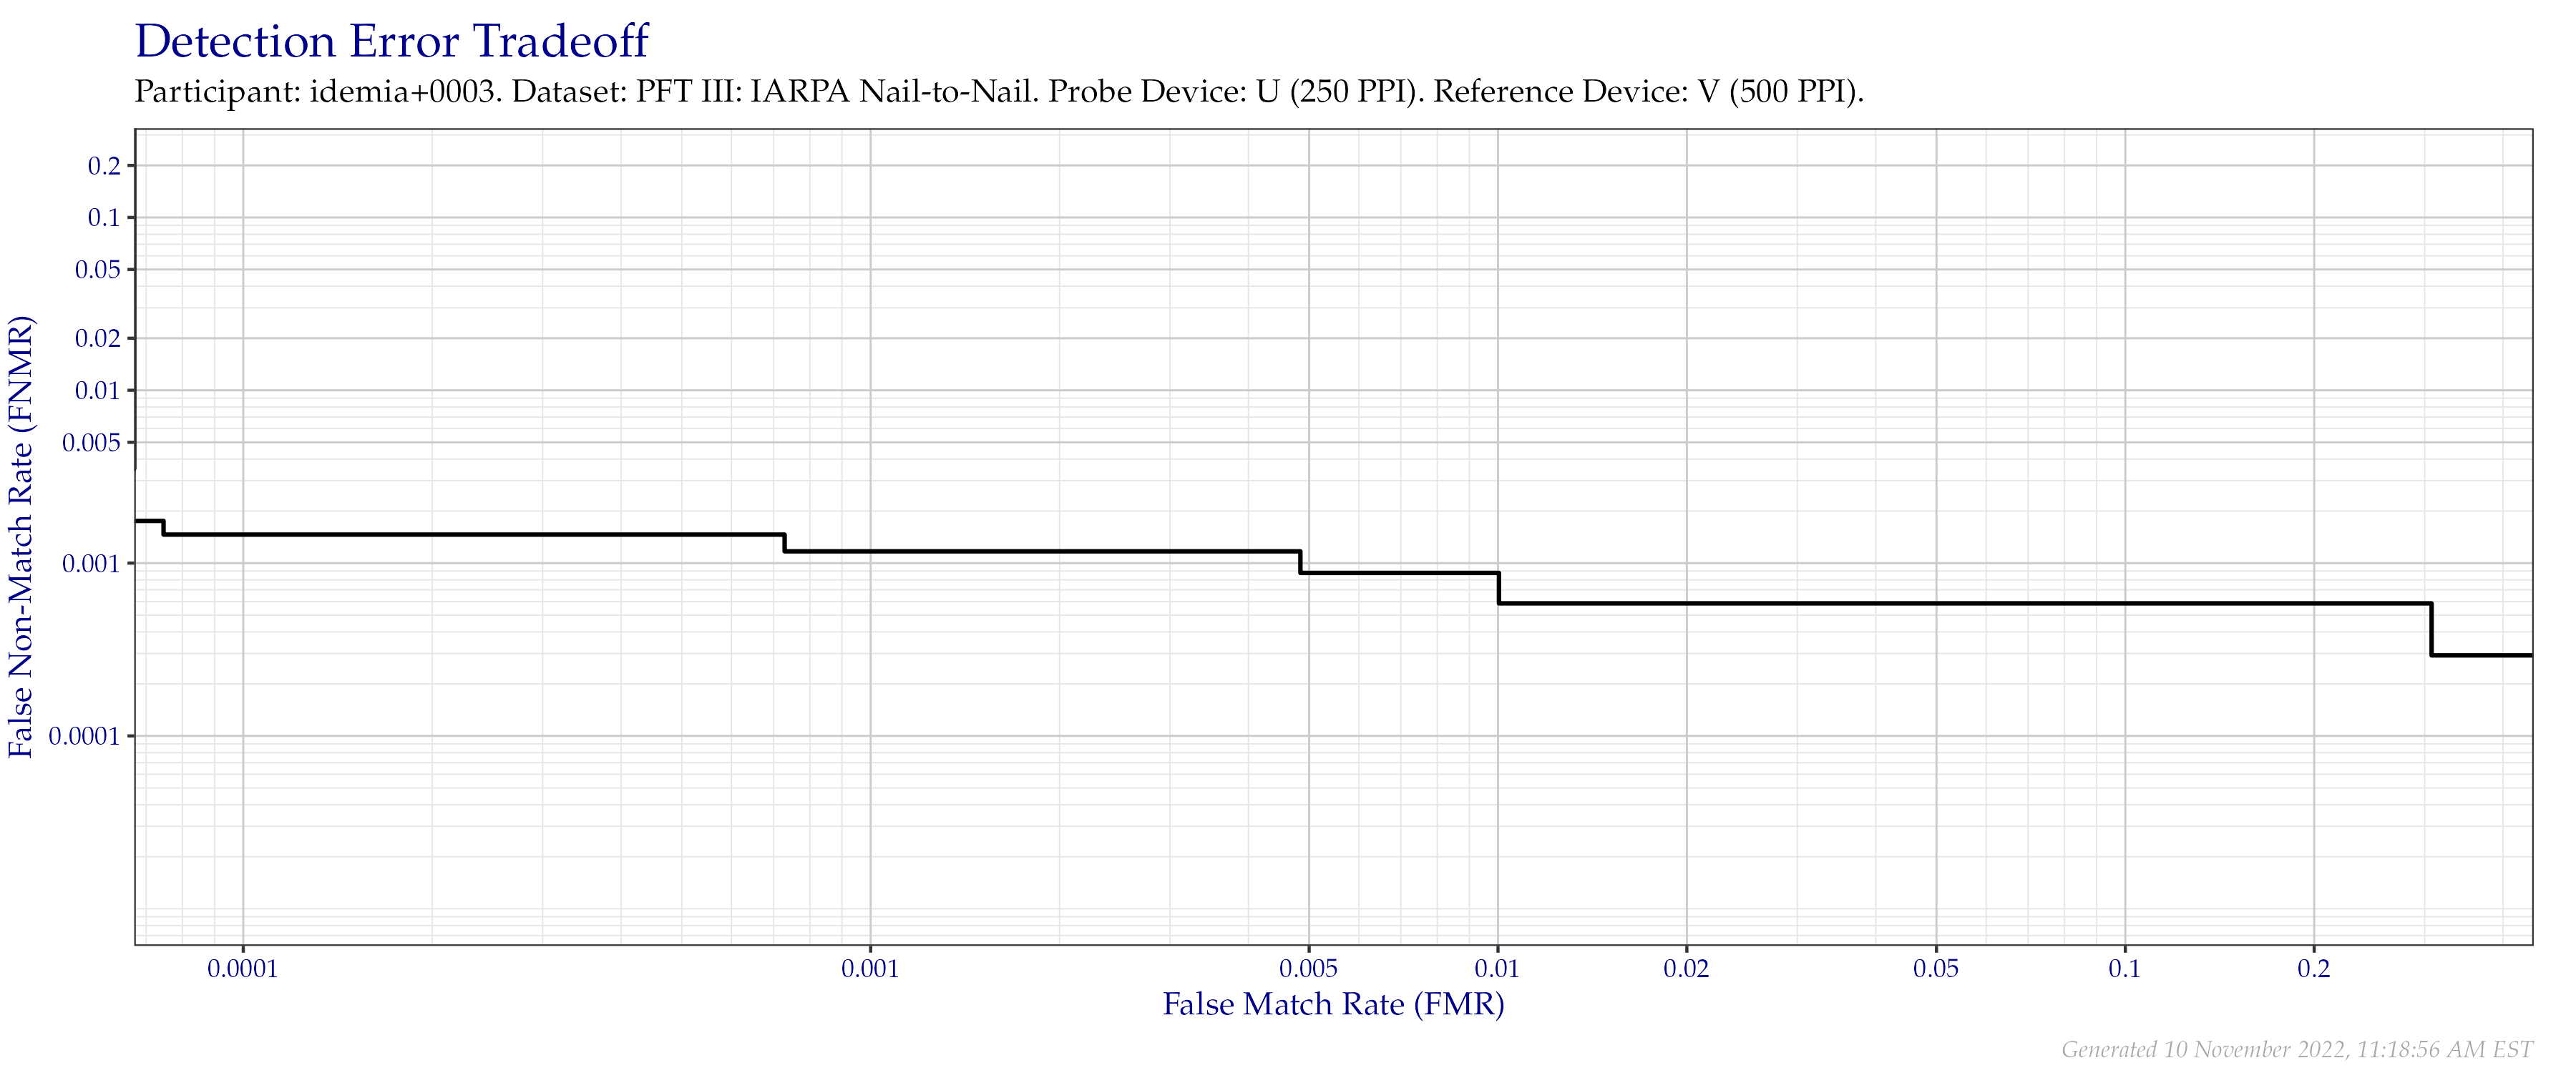 Detection Error Tradeoff
Participant: idemia+0003. Dataset: PFT III: IARPA Nail-to-Nail. Probe Device: U (250 PPI). Reference Device: V (500 PPI).
False Non-Match Rate (FNMR)
0.2
0.1
0.05
0.02
0.01
0.005
0.001
0.0001
0.0001 0.001 0.005 0.01 0.02 0.05 0.1 0.2
False Match Rate (FMR)
Generated 10 November 2022, 11:18:56 AM EST